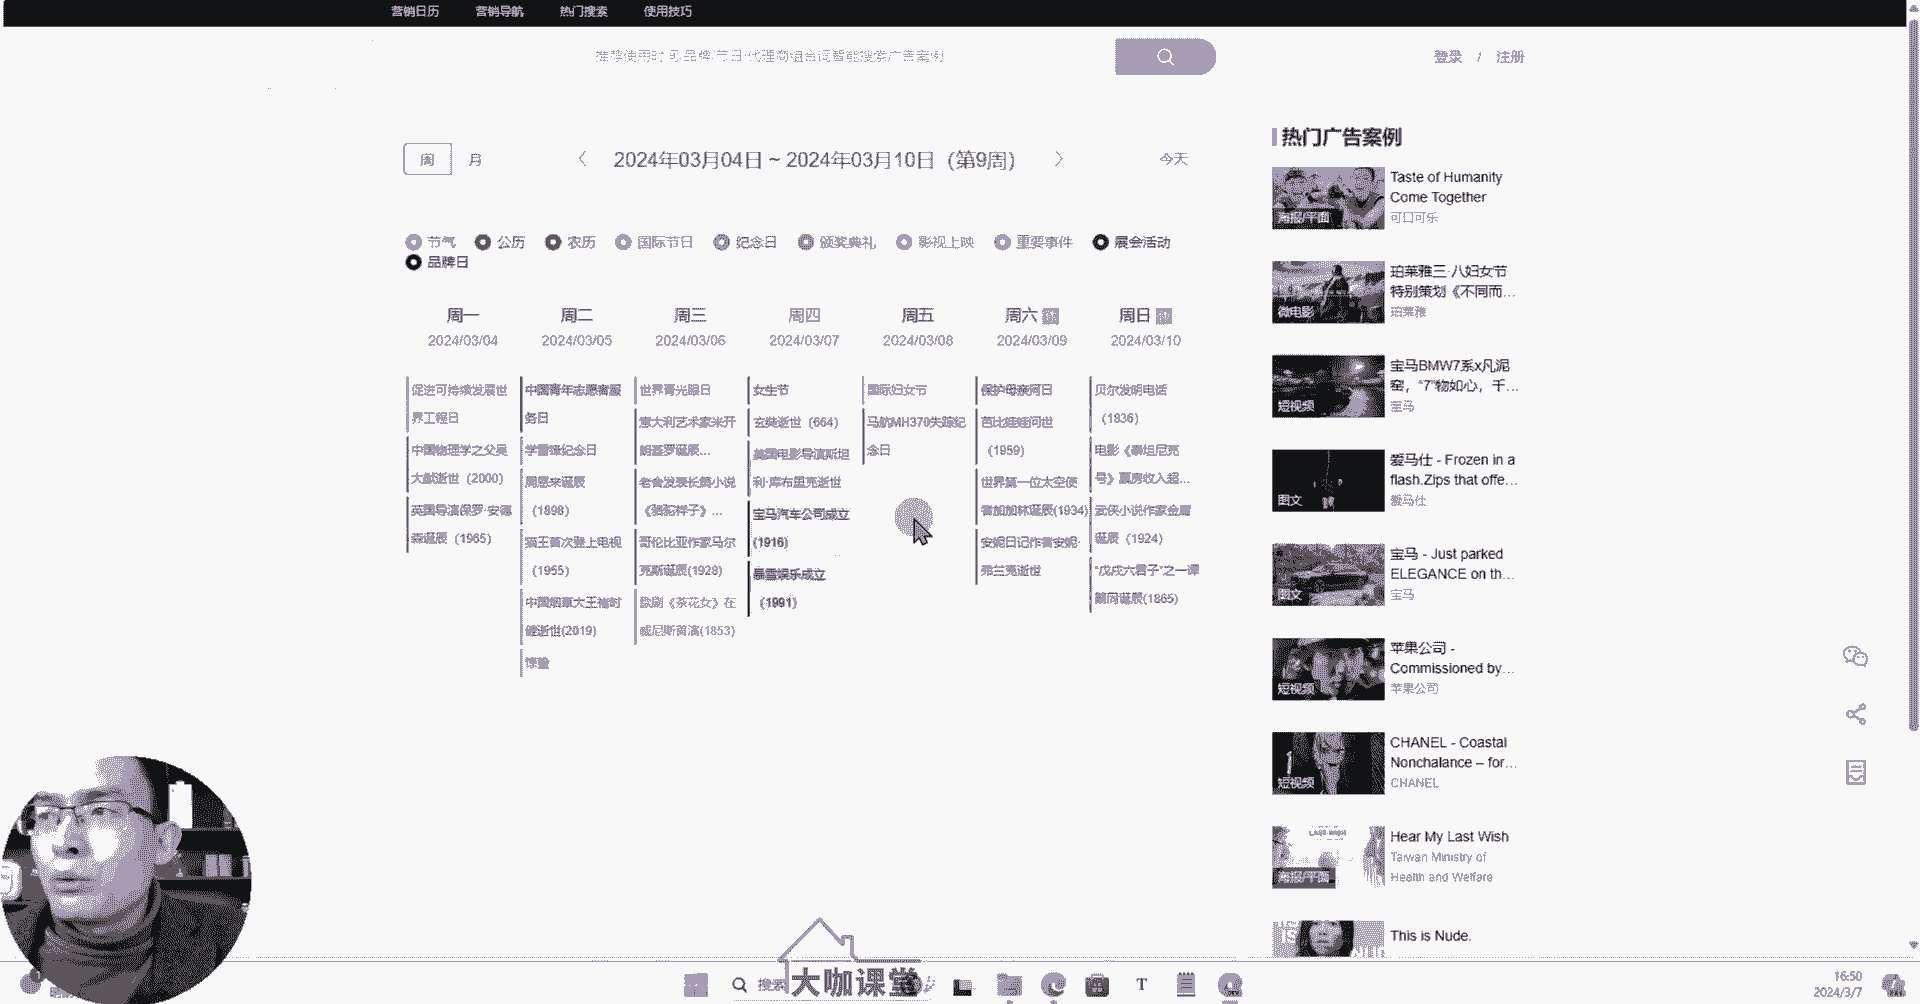 营销日历 营销导航 热门搜索 使用技巧
推荐使用时间·品牌·节日·代理商组合词智能搜索广告案例
登录 / 注册
周 月
2024年03月04日 ~ 2024年03月10日（第9周）
今天
节气 公历 农历 国际节日 纪念日 颁奖典礼 影视上映 重要事件 展会活动
品牌日
周一
2024/03/04
促进可持续发展世
界工程日
中国物理学之父吴
大猷逝世（2000）
英国导演保罗·安德
森诞辰（1965）
周二
2024/03/05
中国青年志愿者服
务日
学雷锋纪念日
周恩来诞辰
（1898）
猫王首次登上电视
（1955）
中国烟草大王褚时
健逝世(2019)
惊蛰
周三
2024/03/06
世界青光眼日
意大利艺术家米开
朗基罗诞辰...
老舍发表长篇小说
《骆驼祥子》...
哥伦比亚作家马尔
克斯诞辰(1928)
歌剧《茶花女》在
威尼斯首演(1853)
周四
2024/03/07
女生节
玄奘逝世（664）
美国电影导演斯坦
利·库布里克逝世
宝马汽车公司成立
(1916)
暴雪娱乐成立
（1991）
周五
2024/03/08
国际妇女节
马航MH370失踪纪
念日
周六
2024/03/09
保护母亲河日
芭比娃娃问世
（1959）
世界第一位太空使
者加加林诞辰(1934)
安妮日记作者安妮·
弗兰克逝世
周日
2024/03/10
贝尔发明电话
（1836）
电影《泰坦尼克
号》票房收入超...
武侠小说作家金庸
诞辰（1924）
“戊戌六君子”之一谭
嗣同诞辰(1865)
热门广告案例
海报/平面
Taste of Humanity
Come Together
可口可乐
微电影
珀莱雅三·八妇女节
特别策划《不同而...
珀莱雅
短视频
宝马BMW7系x凡泥
窑，“7”物如心，千...
宝马
图文
爱马仕 - Frozen in a
flash.Zips that offe...
爱马仕
图文
宝马 - Just parked
ELEGANCE on th...
宝马
短视频
苹果公司 -
Commissioned by...
苹果公司
短视频
CHANEL - Coastal
Nonchalance – for...
CHANEL
LAST WISH
海报/平面
Hear My Last Wish
Taiwan Ministry of
Health and Welfare
This is Nude.
搜索
大咖课堂
16:50
2024/3/7